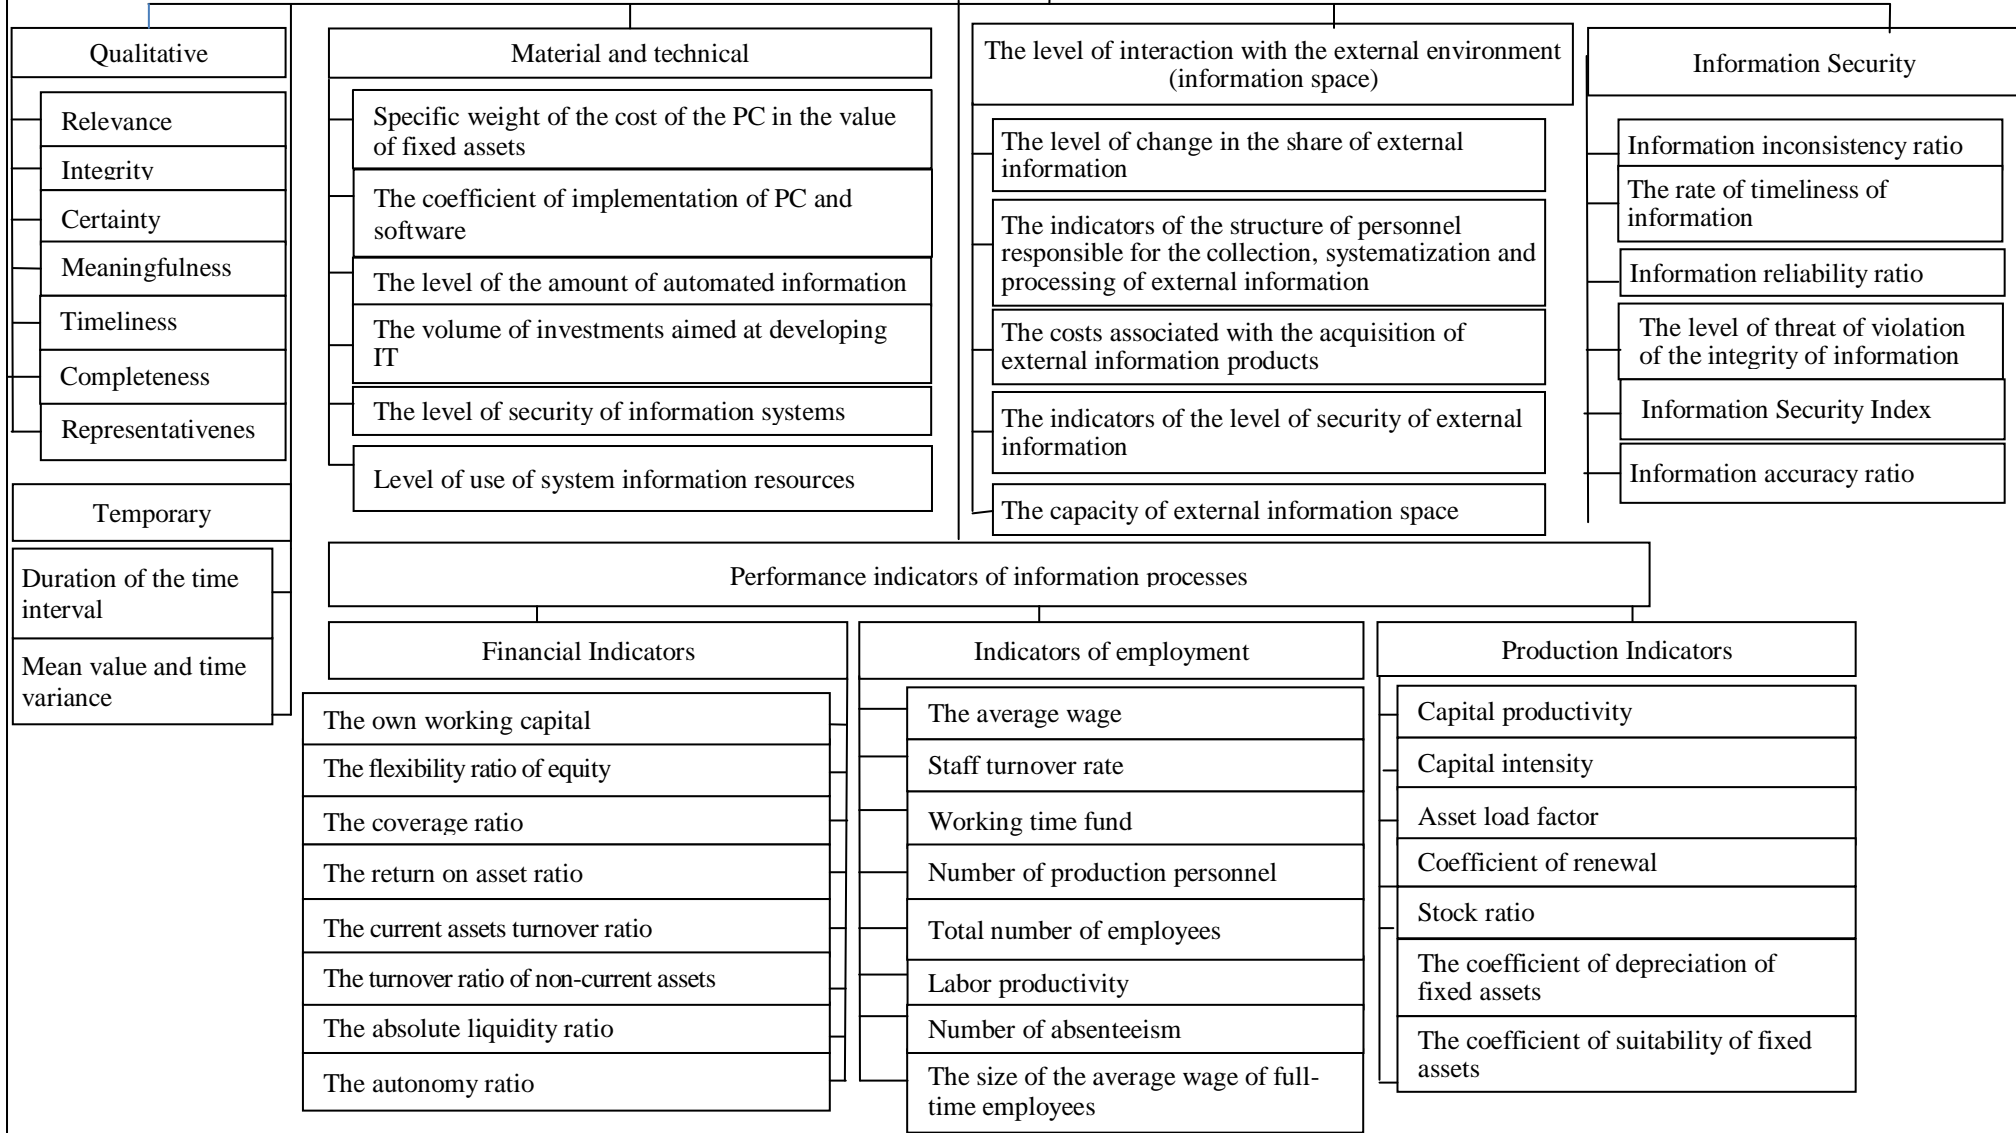 Qualitative
Relevance
Integrity
Certainty
Meaningfulness
Timeliness
Completeness
Representativenes
Temporary
Duration of the time
interval
Mean value and time
variance
Material and technical
Specific weight of the cost of the PC in the value
of fixed assets
The coefficient of implementation of PC and
software
The level of the amount of automated information
The volume of investments aimed at developing
IT
The level of security of information systems
Level of use of system information resources
The level of interaction with the external environment
(information space)
The level of change in the share of external
information
The indicators of the structure of personnel
responsible for the collection, systematization and
processing of external information
The costs associated with the acquisition of
external information products
The indicators of the level of security of external
information
The capacity of external information space
Information Security
Information inconsistency ratio
The rate of timeliness of
information
Information reliability ratio
The level of threat of violation
of the integrity of information
Information Security Index
Information accuracy ratio
Performance indicators of information processes
Financial Indicators
The own working capital
The flexibility ratio of equity
The coverage ratio
The return on asset ratio
The current assets turnover ratio
The turnover ratio of non-current assets
The absolute liquidity ratio
The autonomy ratio
Indicators of employment
The average wage
Staff turnover rate
Working time fund
Number of production personnel
Total number of employees
Labor productivity
Number of absenteeism
The size of the average wage of full-
time employees
Production Indicators
Capital productivity
Capital intensity
Asset load factor
Coefficient of renewal
Stock ratio
The coefficient of depreciation of
fixed assets
The coefficient of suitability of fixed
assets